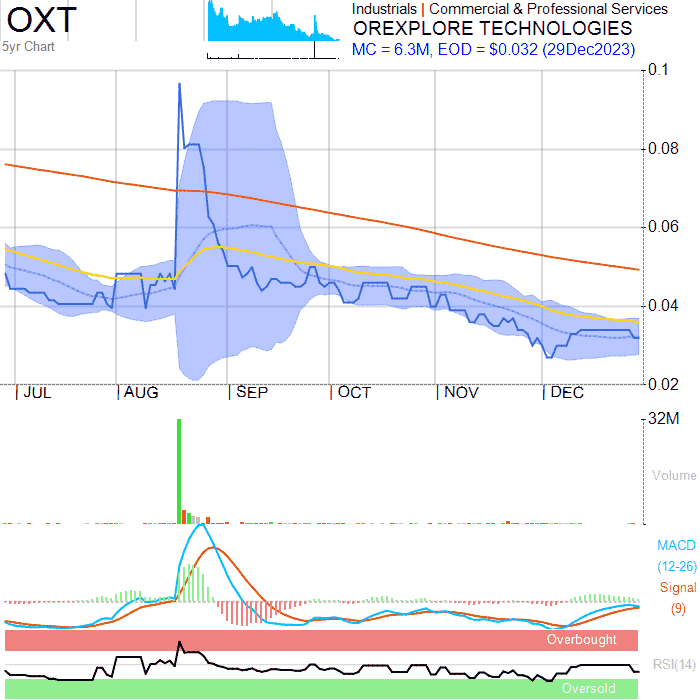 OXT
5yr Chart
Industrials | Commercial & Professional Services
OREXPLORE TECHNOLOGIES
MC = 6.3M, EOD = $0.032 (29Dec2023)
0.1
0.08
0.06
0.04
0.02
JUL AUG SEP OCT NOV DEC
32M
Volume
MACD
(12-26)
Signal
(9)
Overbought
RSI(14)
Oversold